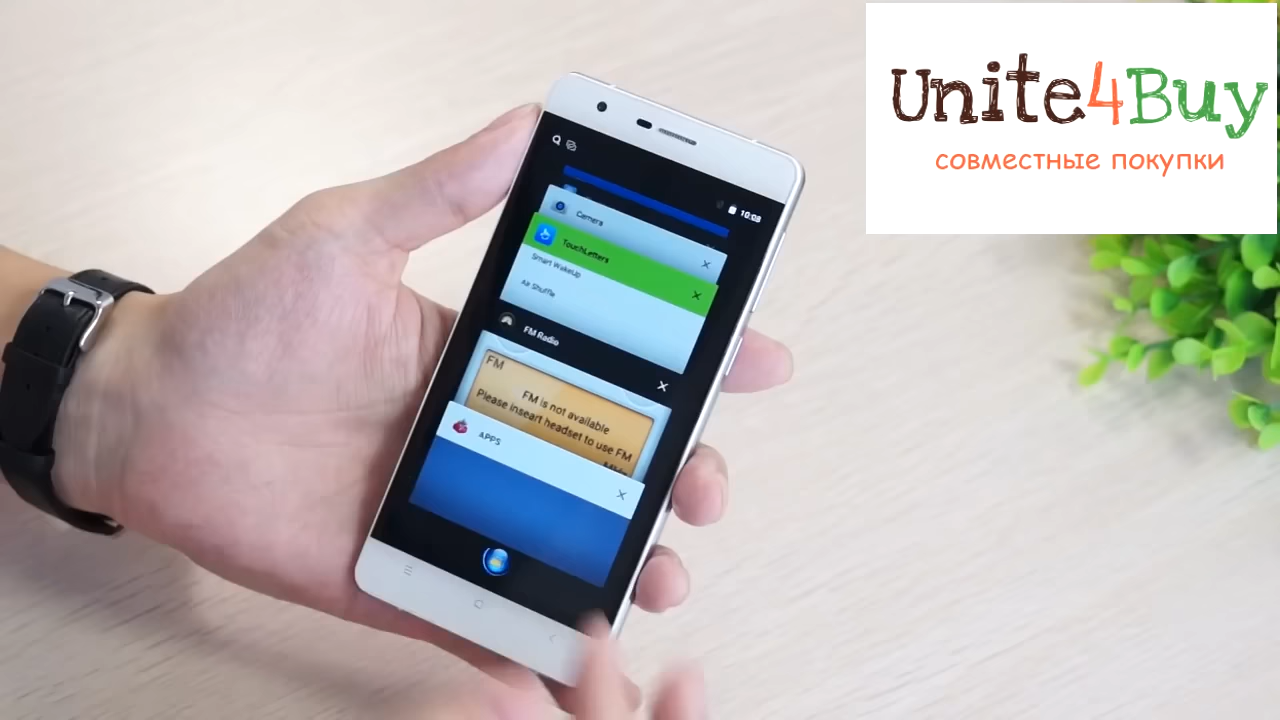 Unite4Buy
совместные покупки
10:08
Camera
TouchLetters
Smart WakeUp
Air Shuffle
FM Radio
FM
FM is not available
Please inseart headset to use FM
APPS